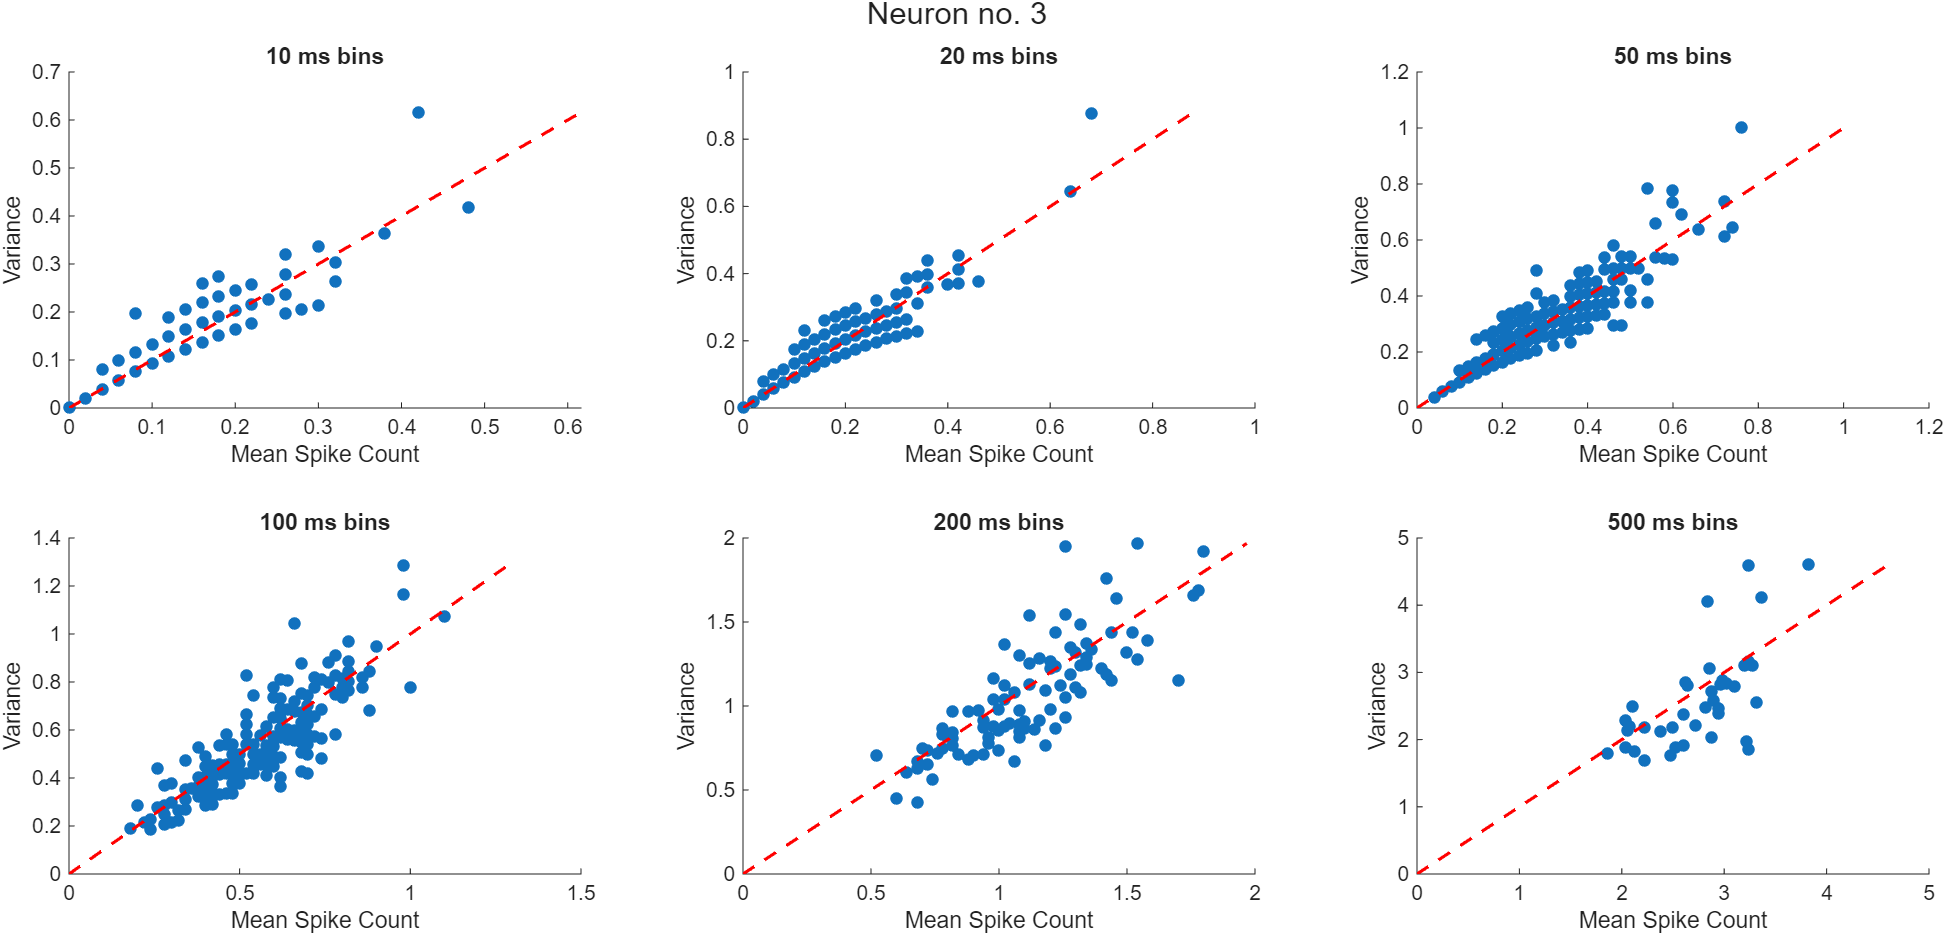 Neuron no. 3
10 ms bins
0.7
0.6
0.5
0.4
0.3
0.2
0.1
0
Variance
0 0.1 0.2 0.3 0.4 0.5 0.6
Mean Spike Count
20 ms bins
1
0.8
0.6
0.4
0.2
0
Variance
0 0.2 0.4 0.6 0.8 1
Mean Spike Count
50 ms bins
1.2
1
0.8
0.6
0.4
0.2
0
Variance
0 0.2 0.4 0.6 0.8 1 1.2
Mean Spike Count
100 ms bins
1.4
1.2
1
0.8
0.6
0.4
0.2
0
Variance
0 0.5 1 1.5
Mean Spike Count
200 ms bins
2
1.5
1
0.5
0
Variance
0 0.5 1 1.5 2
Mean Spike Count
500 ms bins
5
4
3
2
1
0
Variance
0 1 2 3 4 5
Mean Spike Count